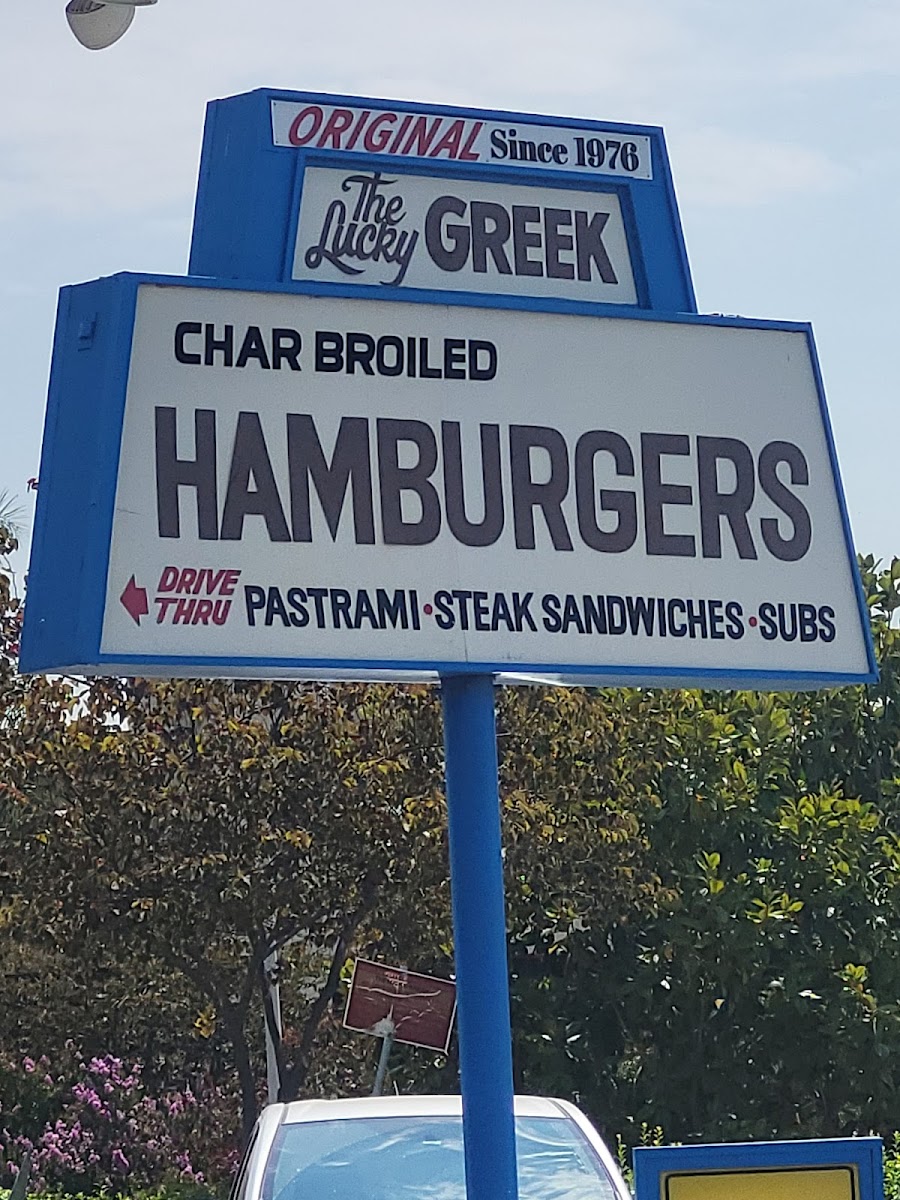 ORIGINAL Since 1976
The Lucky GREEK
CHAR BROILED
HAMBURGERS
DRIVE THRU PASTRAMI•STEAK SANDWICHES•SUBS